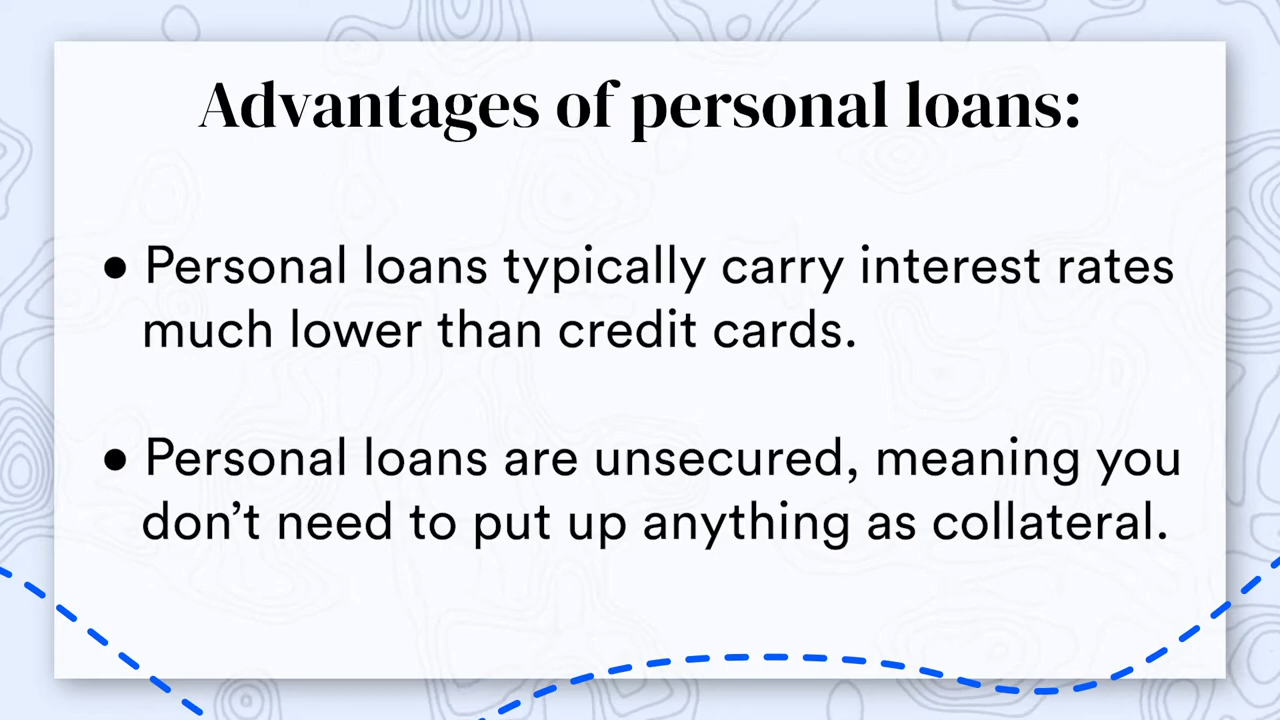 Advantages of personal loans:
● Personal loans typically carry interest rates
much lower than credit cards.
● Personal loans are unsecured, meaning you
don’t need to put up anything as collateral.